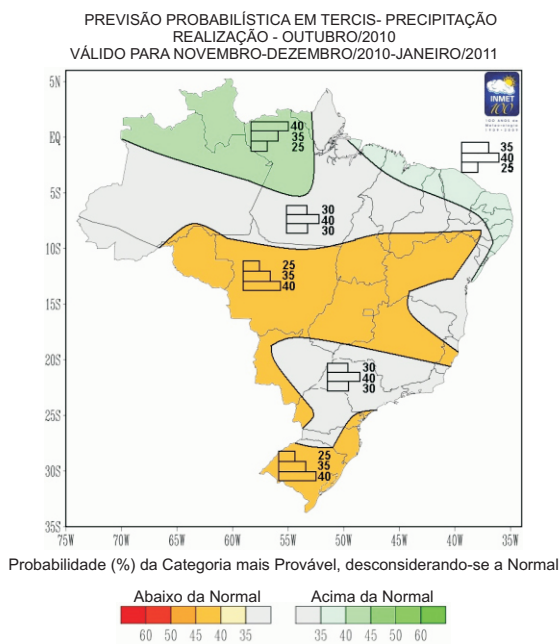 PREVISÃO PROBABILÍSTICA EM TERCIS- PRECIPITAÇÃO
REALIZAÇÃO - OUTUBRO/2010
VÁLIDO PARA NOVEMBRO-DEZEMBRO/2010-JANEIRO/2011
INMET
100
5N
EQ
5S
10S
15S
20S
25S
30S
35S
40
35
25
35
40
25
30
40
30
25
35
40
30
40
30
25
35
40
75W 70W 65W 60W 55W 50W 45W 40W 35W
Probabilidade (%) da Categoria mais Provável, desconsiderando-se a Normal
Abaixo da Normal Acima da Normal
60 50 45 40 35 35 40 45 50 60